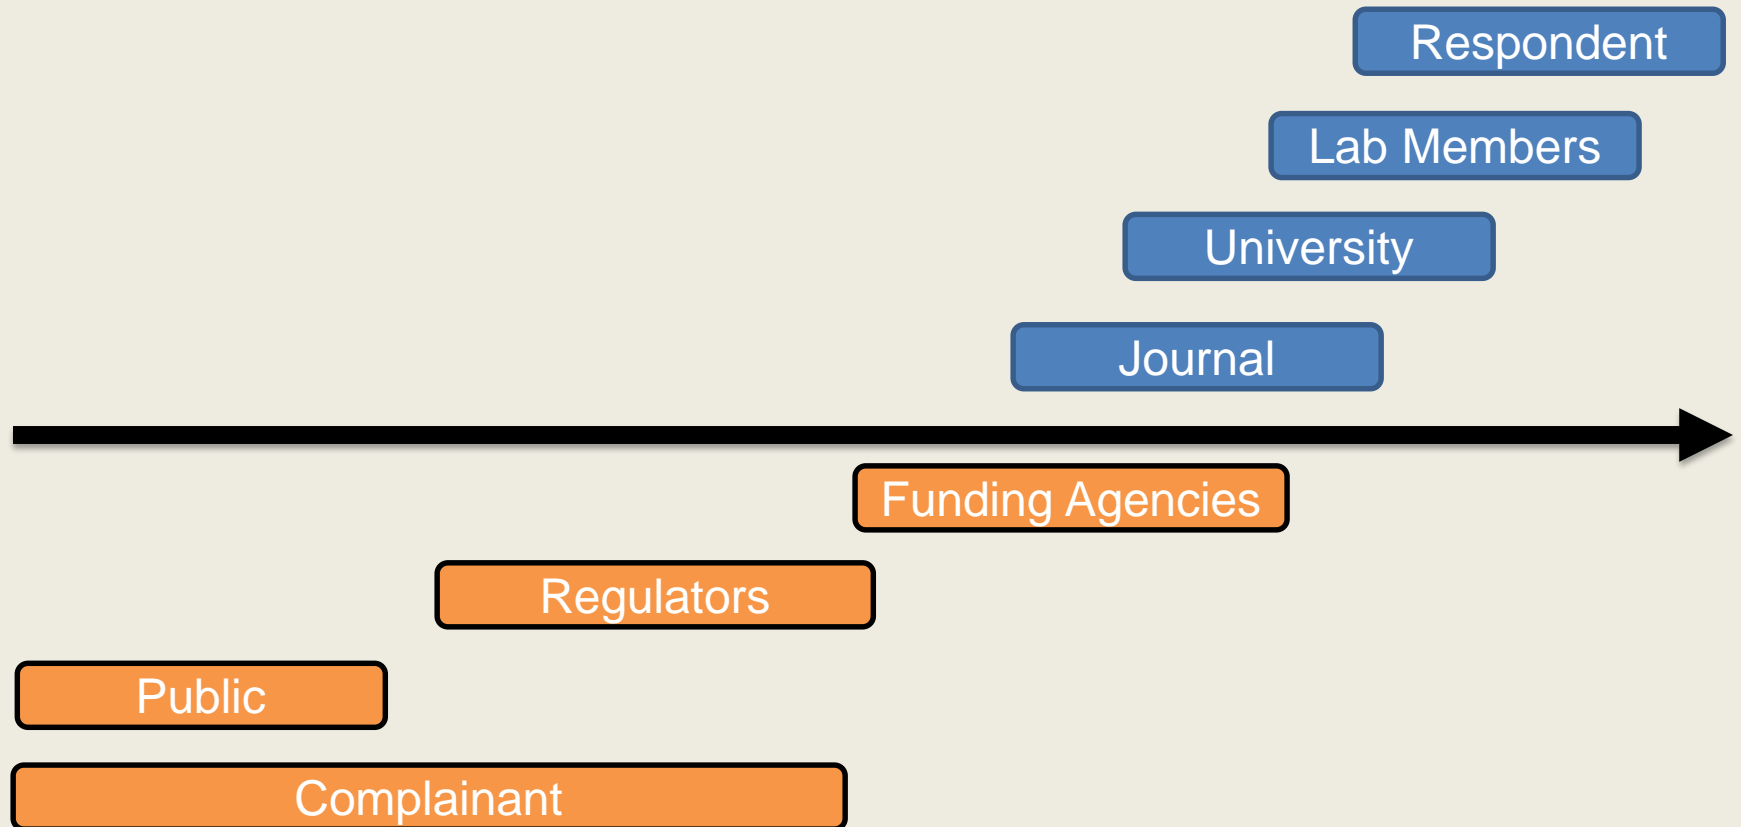 Respondent
Lab Members
University
Journal
Funding Agencies
Regulators
Public
Complainant